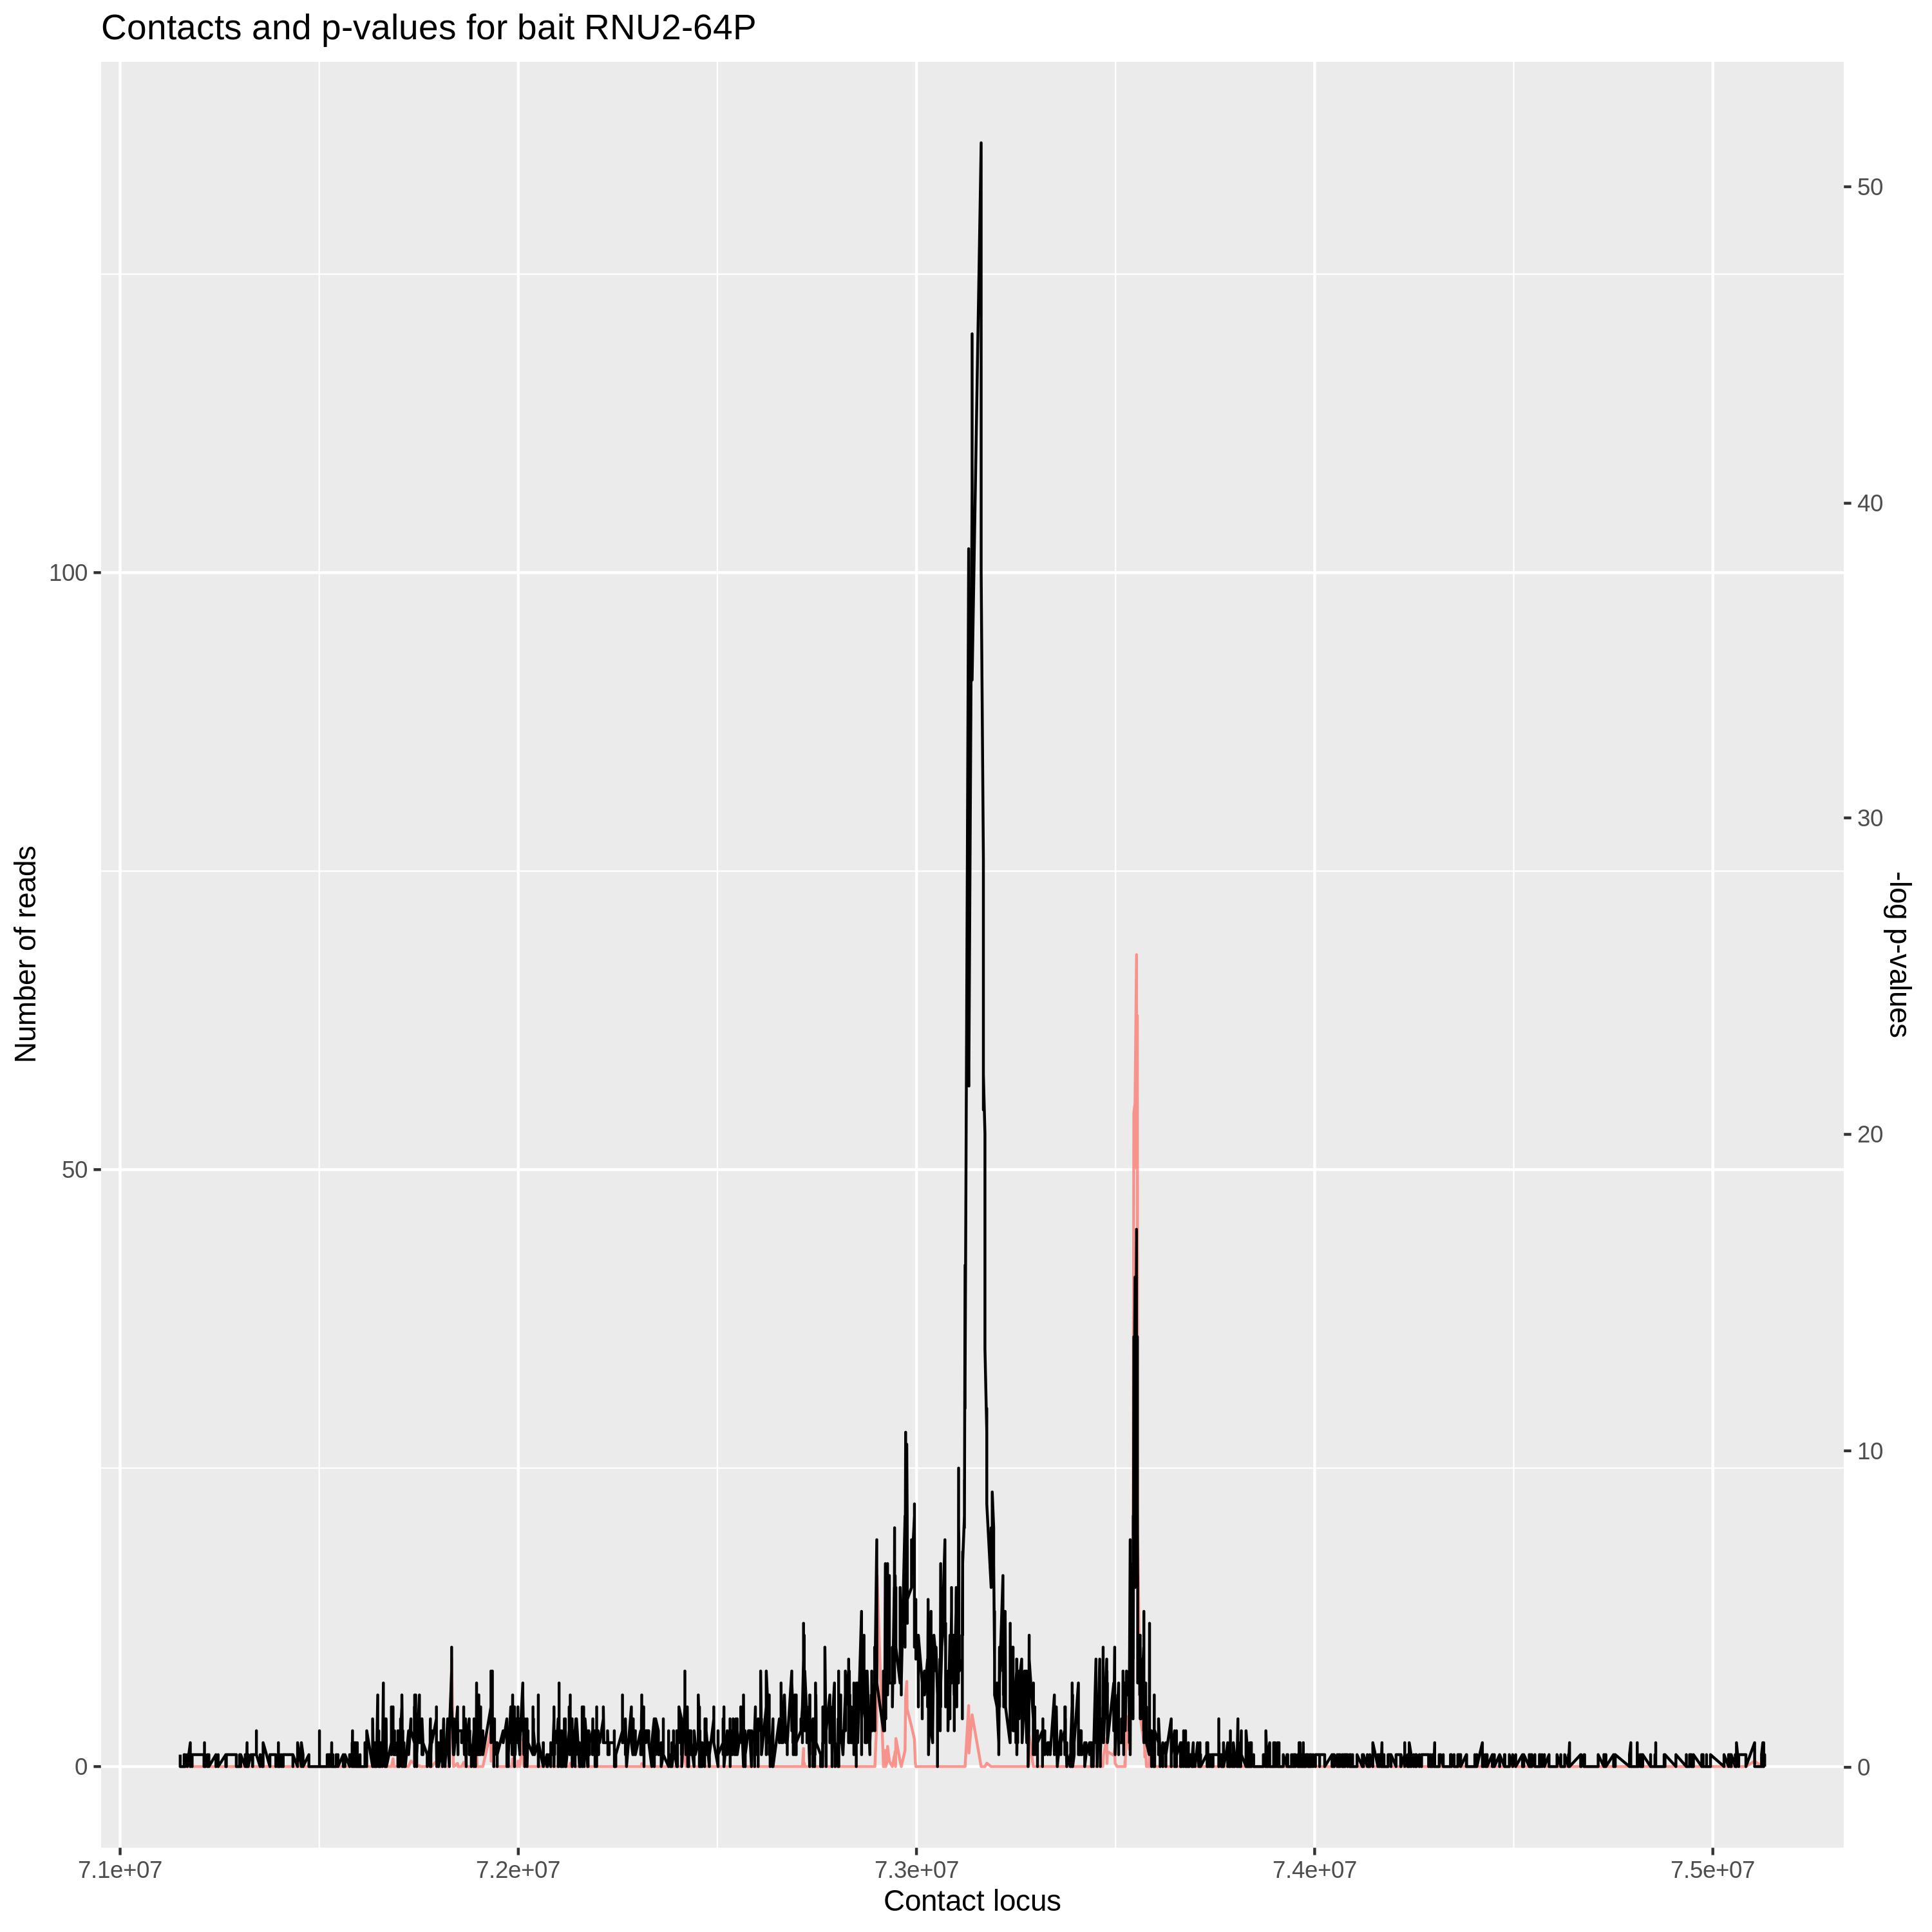 Contacts and p-values for bait RNU2-64P
Number of reads
100
50
0
50
40
30
20
10
0
-log p-values
7.1e+07 7.2e+07 7.3e+07 7.4e+07 7.5e+07
Contact locus